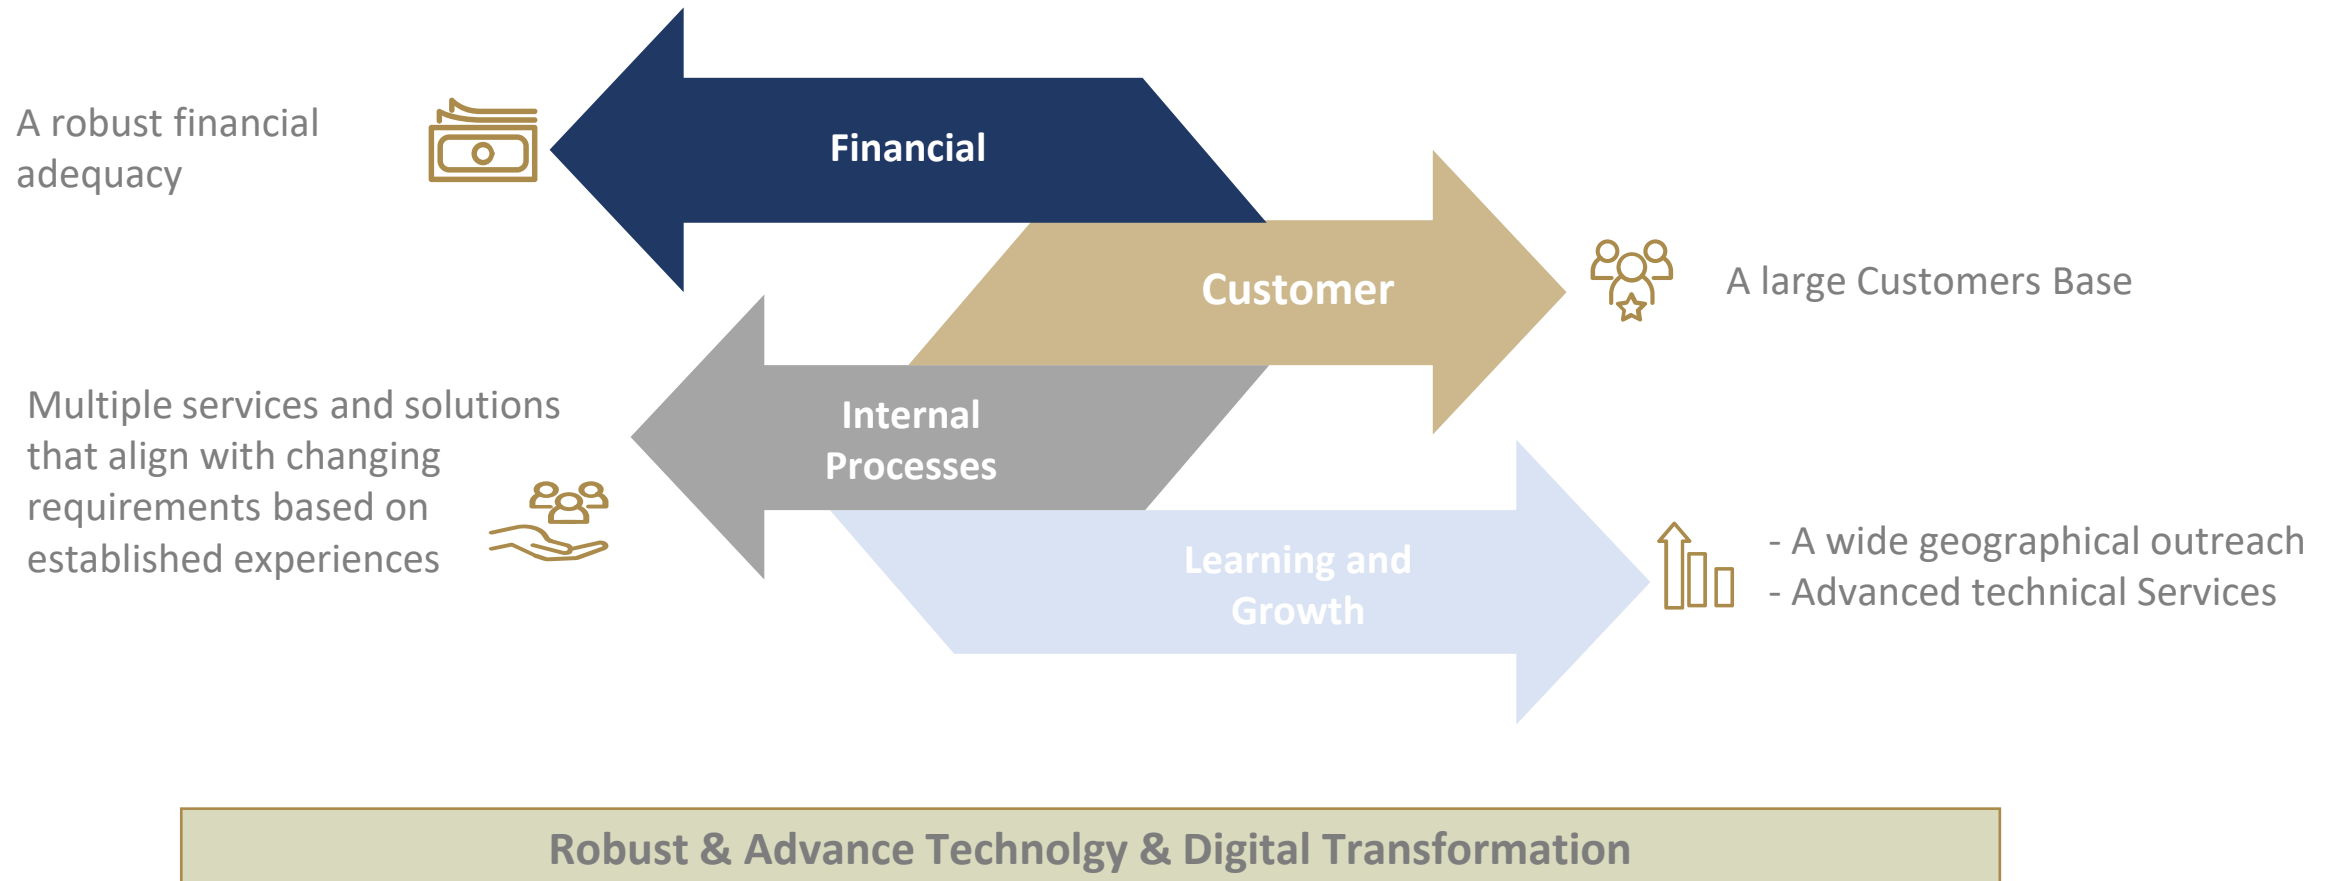 A robust financial
adequacy
Financial
Customer
A large Customers Base
Multiple services and solutions
that align with changing
requirements based on
established experiences
Internal
Processes
Learning and
Growth
- A wide geographical outreach
- Advanced technical Services
Robust & Advance Technolgy & Digital Transformation